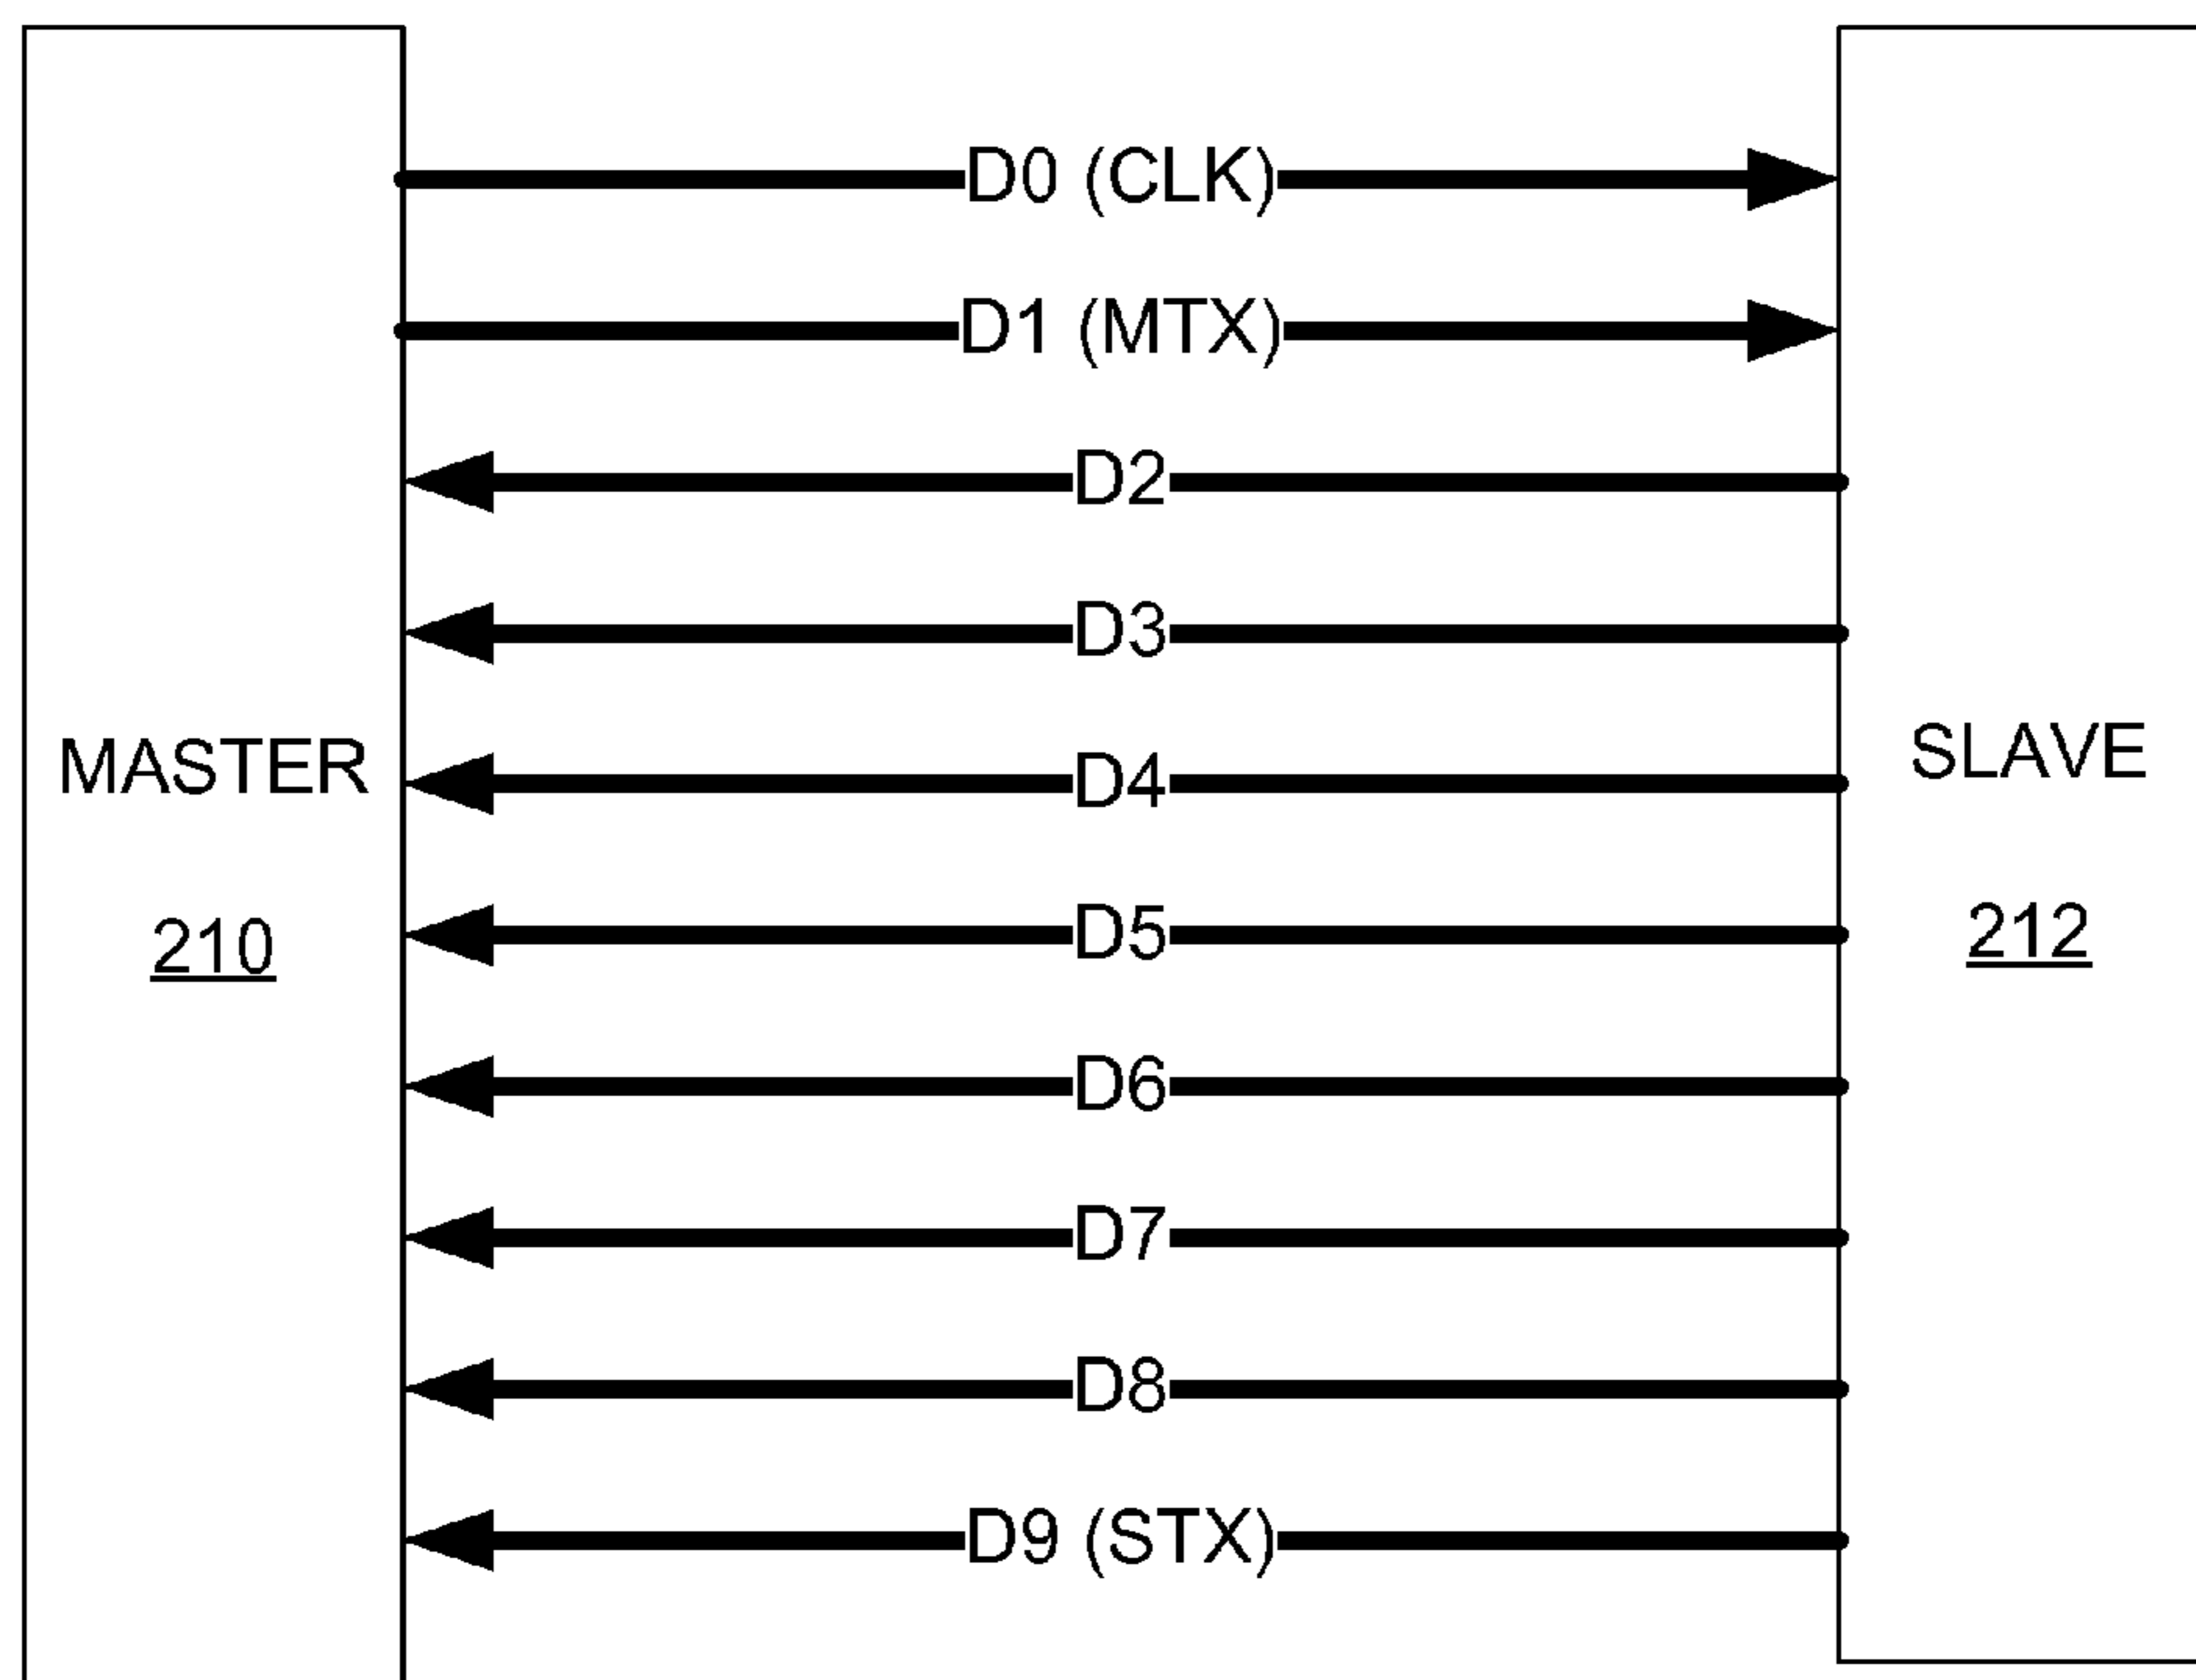 D0 (CLK)
D1 (MTX)
D2
D3
MASTER
210
D4
D5
D6
D7
D8
D9 (STX)
SLAVE
212